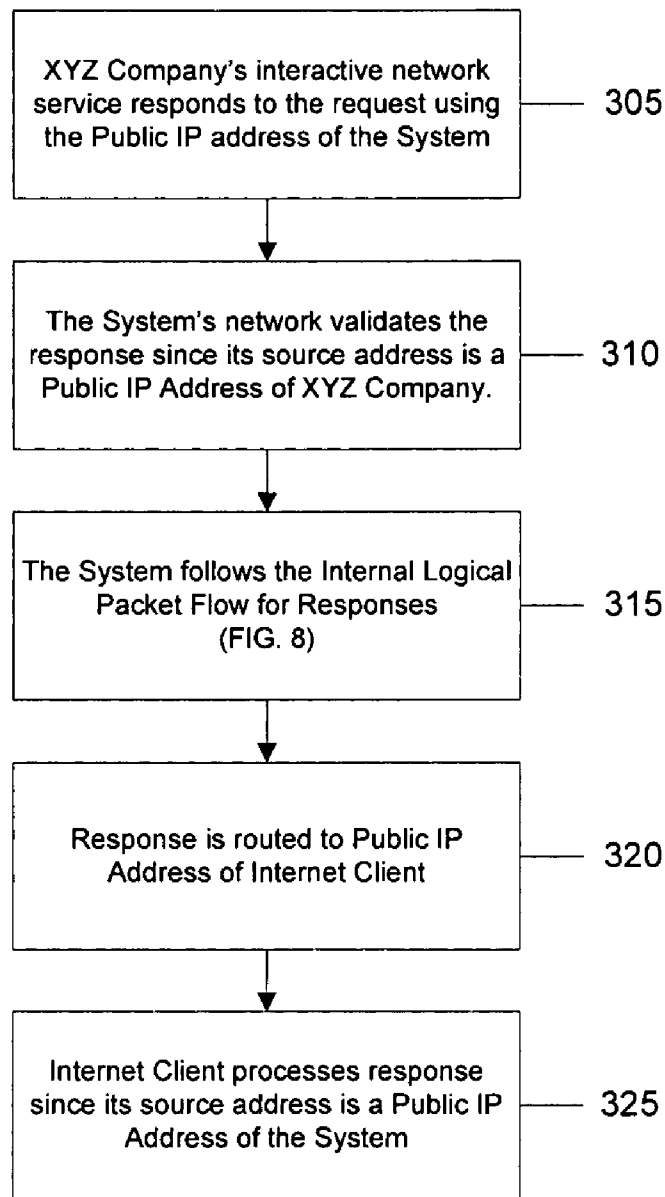 XYZ Company's interactive network
service responds to the request using
the Public IP address of the System
305
The System's network validates the
response since its source address is a
Public IP Address of XYZ Company.
310
The System follows the Internal Logical
Packet Flow for Responses
(FIG. 8)
315
Response is routed to Public IP
Address of Internet Client
320
Internet Client processes response
since its source address is a Public IP
Address of the System
325